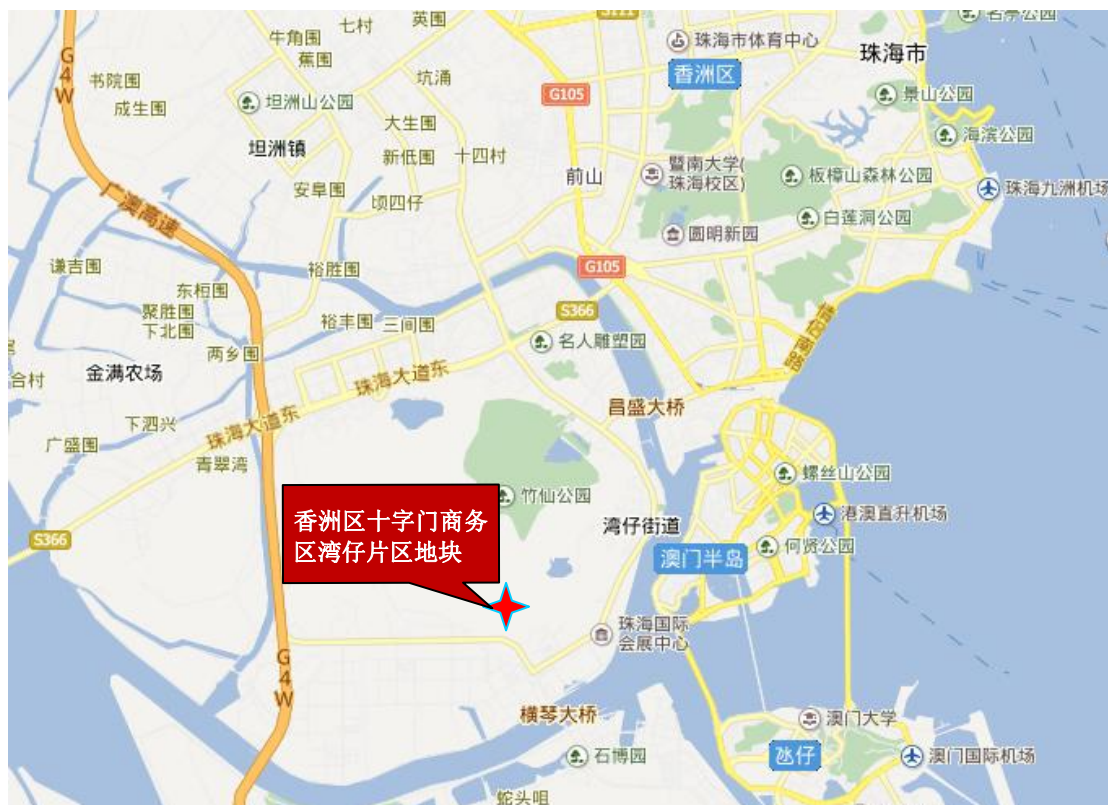 英围
S111
名亭公园
七村
牛角围
蕉围
珠海市体育中心
珠海市
G4W
书院围
坑涌
香洲区
成生围
坦洲山公园
G105
景山公园
大生围
海滨公园
坦洲镇
新低围
十四村
前山
暨南大学(
珠海校区)
板樟山森林公园
安阜围
珠海九洲机场
顷四仔
广澳高速
白莲洞公园
圆明新园
谦吉围
裕胜围
G105
东桓围
聚胜围
下北围
裕丰围
三间围
S366
情侣南路
名人雕塑园
两乡围
金满农场
合村
珠海大道东
昌盛大桥
下泗兴
珠海大道东
广盛围
青翠湾
螺丝山公园
竹仙公园
香洲区十字门商务
区湾仔片区地块
湾仔街道
港澳直升机场
S366
何贤公园
澳门半岛
珠海国际
会展中心
G4W
横琴大桥
澳门大学
石博园
氹仔
澳门国际机场
蛇头咀